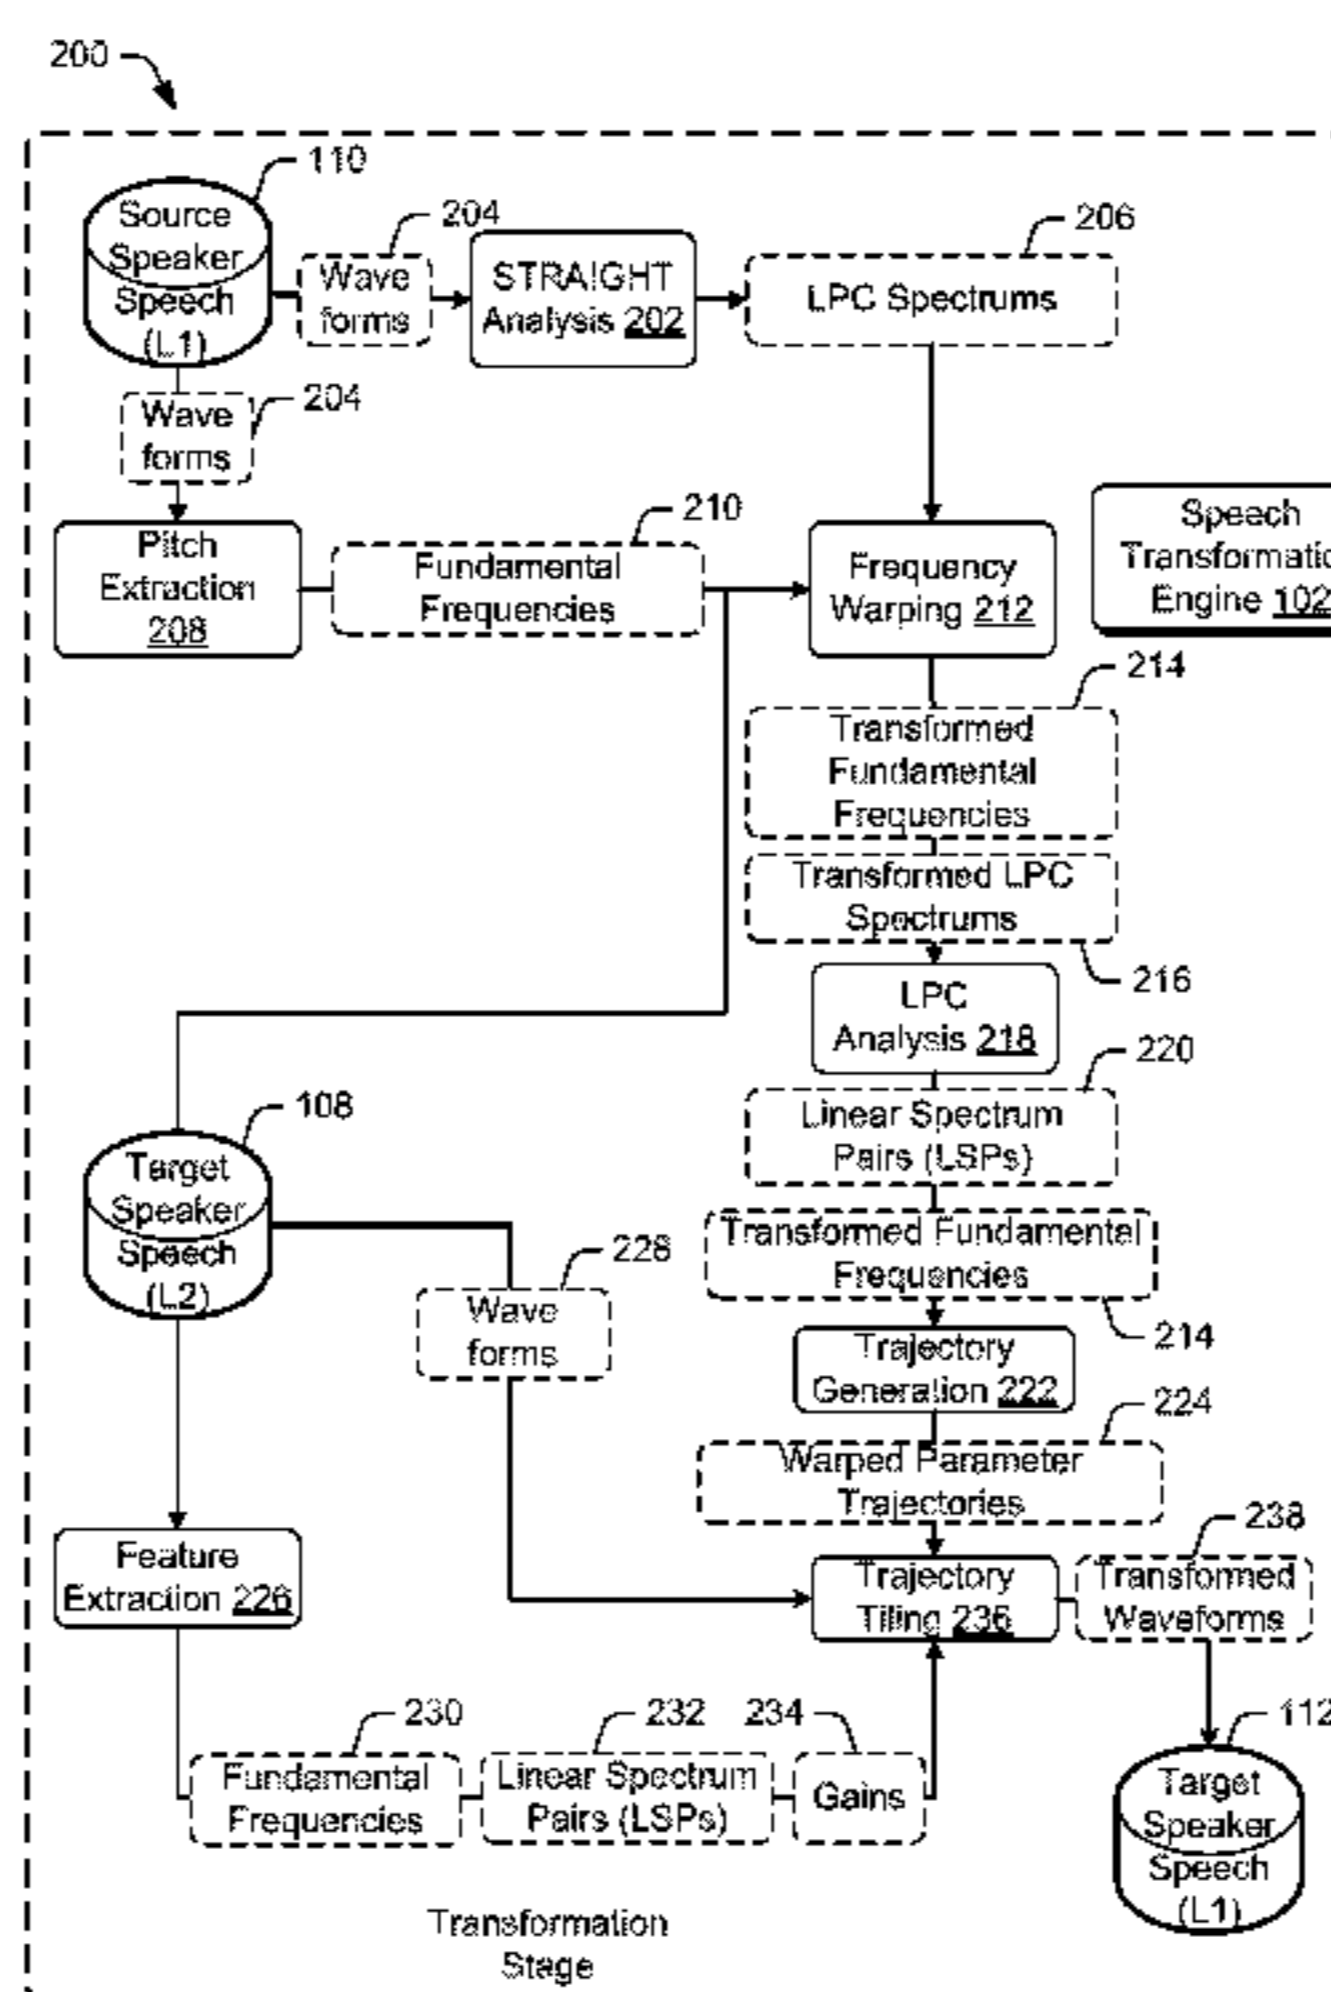 200
110
Source
Speaker
Speech
(L1)
204
Wave
forms
STRAIGHT
Analysis 202
206
LPC Spectrums
Wave
forms
204
Pitch
Extraction
208
210
Fundamental
Frequencies
Frequency
Warping 212
Speech
Transformatio
Engine 102
214
Transformed
Fundamental
Frequencies
Transformed LPC
Spectrums
216
LPC
Analysis 218
220
Linear Spectrum
Pairs (LSPs)
108
Target
Speaker
Speech
(L2)
Transformed Fundamental
Frequencies
214
228
Wave
forms
Trajectory
Generation 222
224
Warped Parameter
Trajectories
Feature
Extraction 226
Trajectory
Tiling 236
238
Transformed
Waveforms
230
Fundamental
Frequencies
232
Linear Spectrum
Pairs (LSPs)
234
Gains
112
Target
Speaker
Speech
(L1)
Transformation
Stage